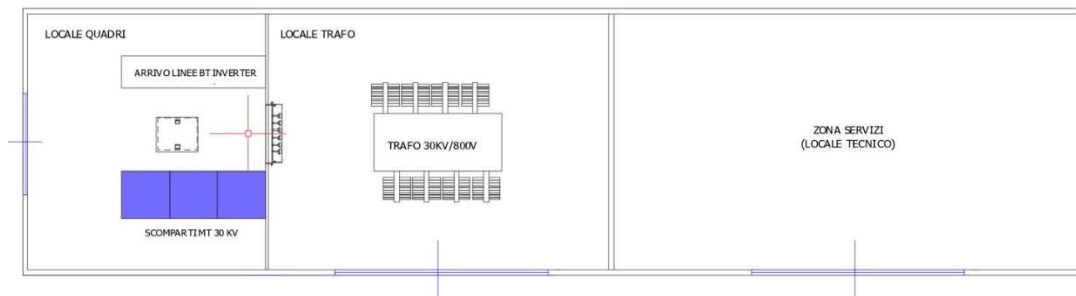 LOCALE QUADRI
LOCALE TRAFO
ARRIVO LINEE BT INVERTER
TRAFO 30KV/800V
ZONA SERVIZI
(LOCALE TECNICO)
SCOMPARTI MT 30 KV